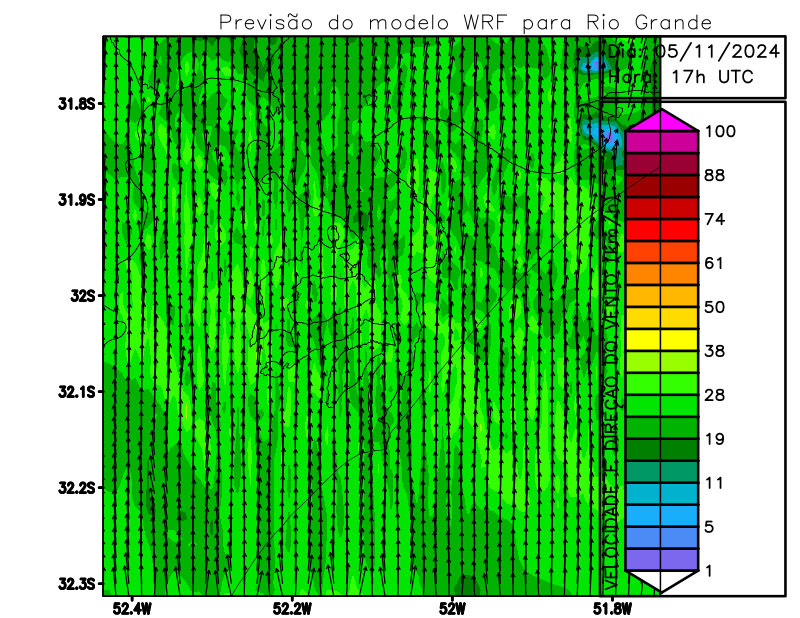 Previsão do modelo WRF para Rio Grande
Dia: 05/11/2024
Hora: 17h UTC
31.8S
31.9S
32S
32.1S
32.2S
32.3S
52.4W
52.2W
52W
51.8W
VELOCIDADE E DIREÇÃO DO VENTO (km/h)
100
88
74
61
50
38
28
19
11
5
1